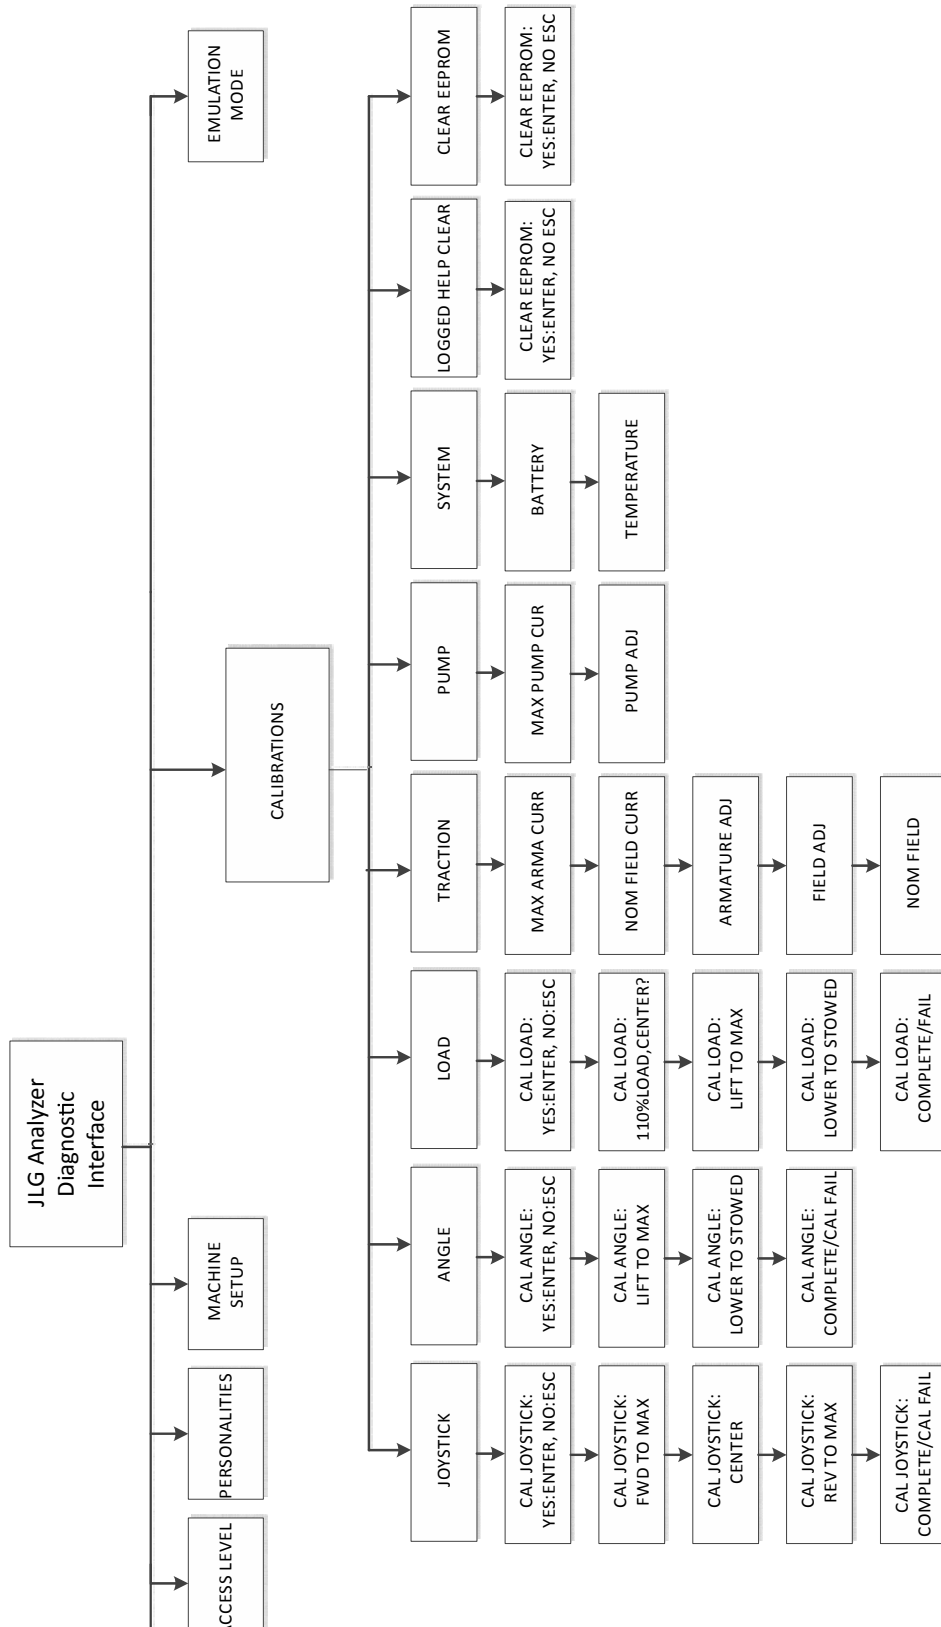 JLG Analyzer
Diagnostic
Interface
ACCESS LEVEL
PERSONALITIES
MACHINE
SETUP
EMULATION
MODE
CALIBRATIONS
JOYSTICK
CAL JOYSTICK:
YES:ENTER, NO:ESC
CAL JOYSTICK:
FWD TO MAX
CAL JOYSTICK:
CENTER
CAL JOYSTICK:
REV TO MAX
CAL JOYSTICK:
COMPLETE/CAL FAIL
ANGLE
CAL ANGLE:
YES:ENTER, NO:ESC
CAL ANGLE:
LIFT TO MAX
CAL ANGLE:
LOWER TO STOWED
CAL ANGLE:
COMPLETE/CAL FAIL
LOAD
CAL LOAD:
YES:ENTER, NO:ESC
CAL LOAD:
110%LOAD,CENTER?
CAL LOAD:
LIFT TO MAX
CAL LOAD:
LOWER TO STOWED
CAL LOAD:
COMPLETE/FAIL
TRACTION
MAX ARMA CURR
NOM FIELD CURR
ARMATURE ADJ
FIELD ADJ
NOM FIELD
PUMP
MAX PUMP CUR
PUMP ADJ
SYSTEM
BATTERY
TEMPERATURE
LOGGED HELP CLEAR
CLEAR EEPROM:
YES:ENTER, NO ESC
CLEAR EEPROM
CLEAR EEPROM:
YES:ENTER, NO ESC